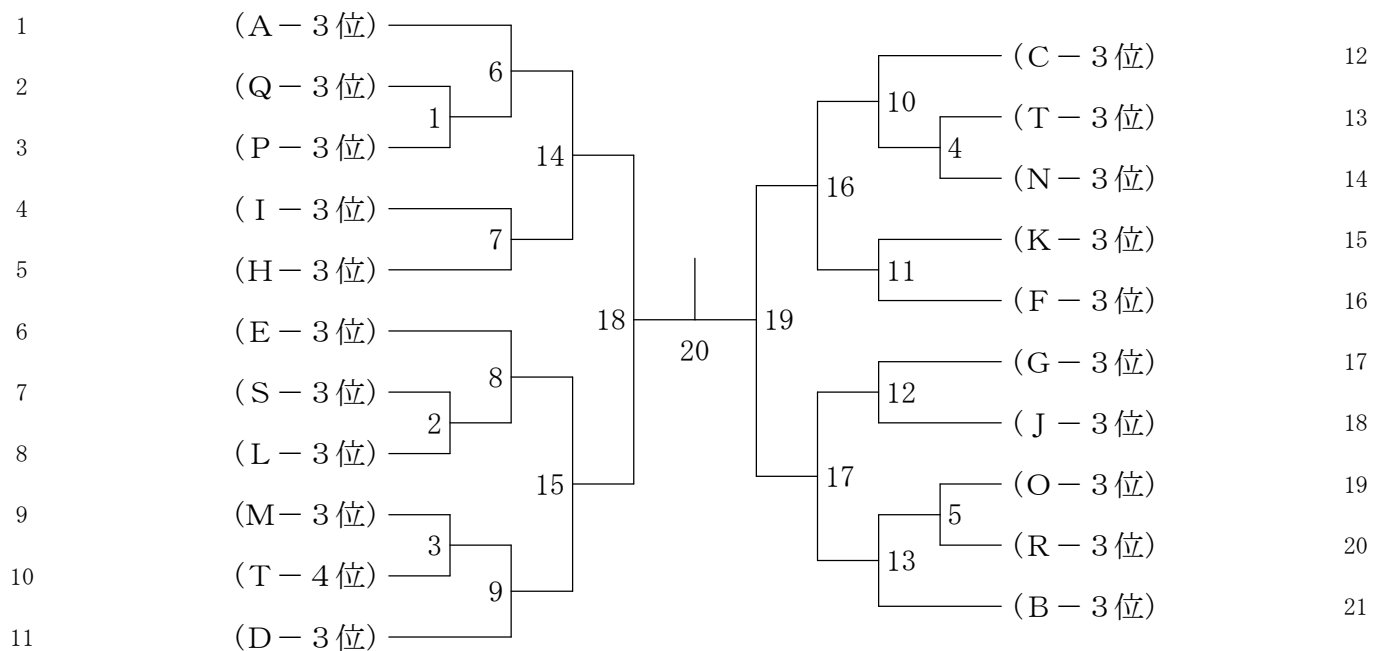 1 (A－3位)
2 (Q－3位)
3 (P－3位)
4 (I－3位)
5 (H－3位)
6 (E－3位)
7 (S－3位)
8 (L－3位)
9 (M－3位)
10 (T－4位)
11 (D－3位)
1
2
3
6
7
8
9
14
15
18
20
19
16
17
10
11
12
13
4
5
(C－3位) 12
(T－3位) 13
(N－3位) 14
(K－3位) 15
(F－3位) 16
(G－3位) 17
(J－3位) 18
(O－3位) 19
(R－3位) 20
(B－3位) 21